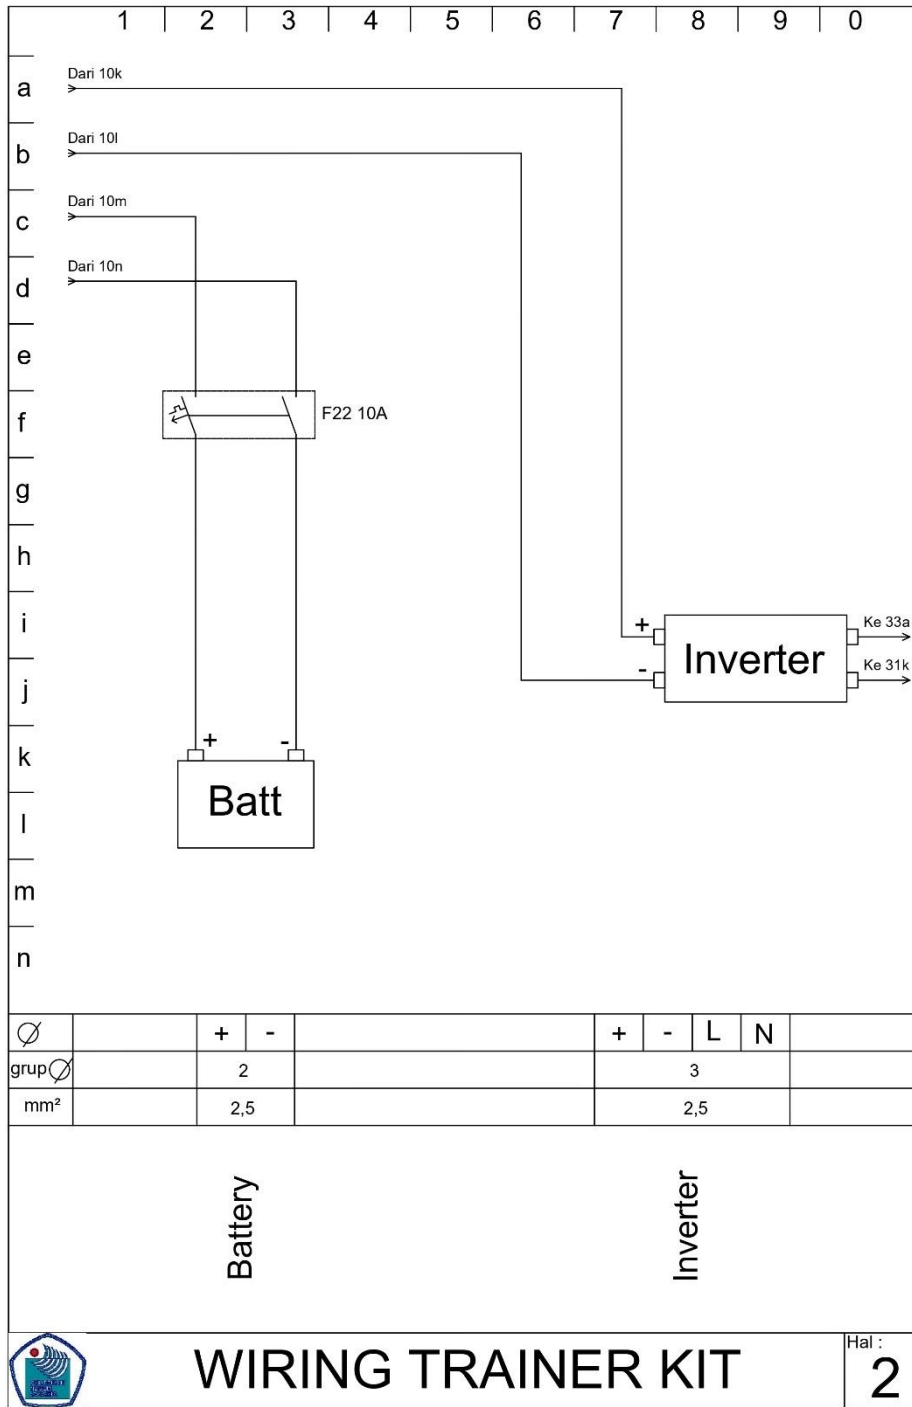 1 2 3 4 5 6 7 8 9 0
a
Dari 10k
b
Dari 10l
c
Dari 10m
d
Dari 10n
e
f
F22 10A
g
h
i
+
Inverter
Ke 33a
-
Ke 31k
j
k
+ -
Batt
l
m
n
∅ + - + - L N
grup∅ 2 3
mm² 2,5 2,5
Battery
Inverter
WIRING TRAINER KIT
Hal :
2